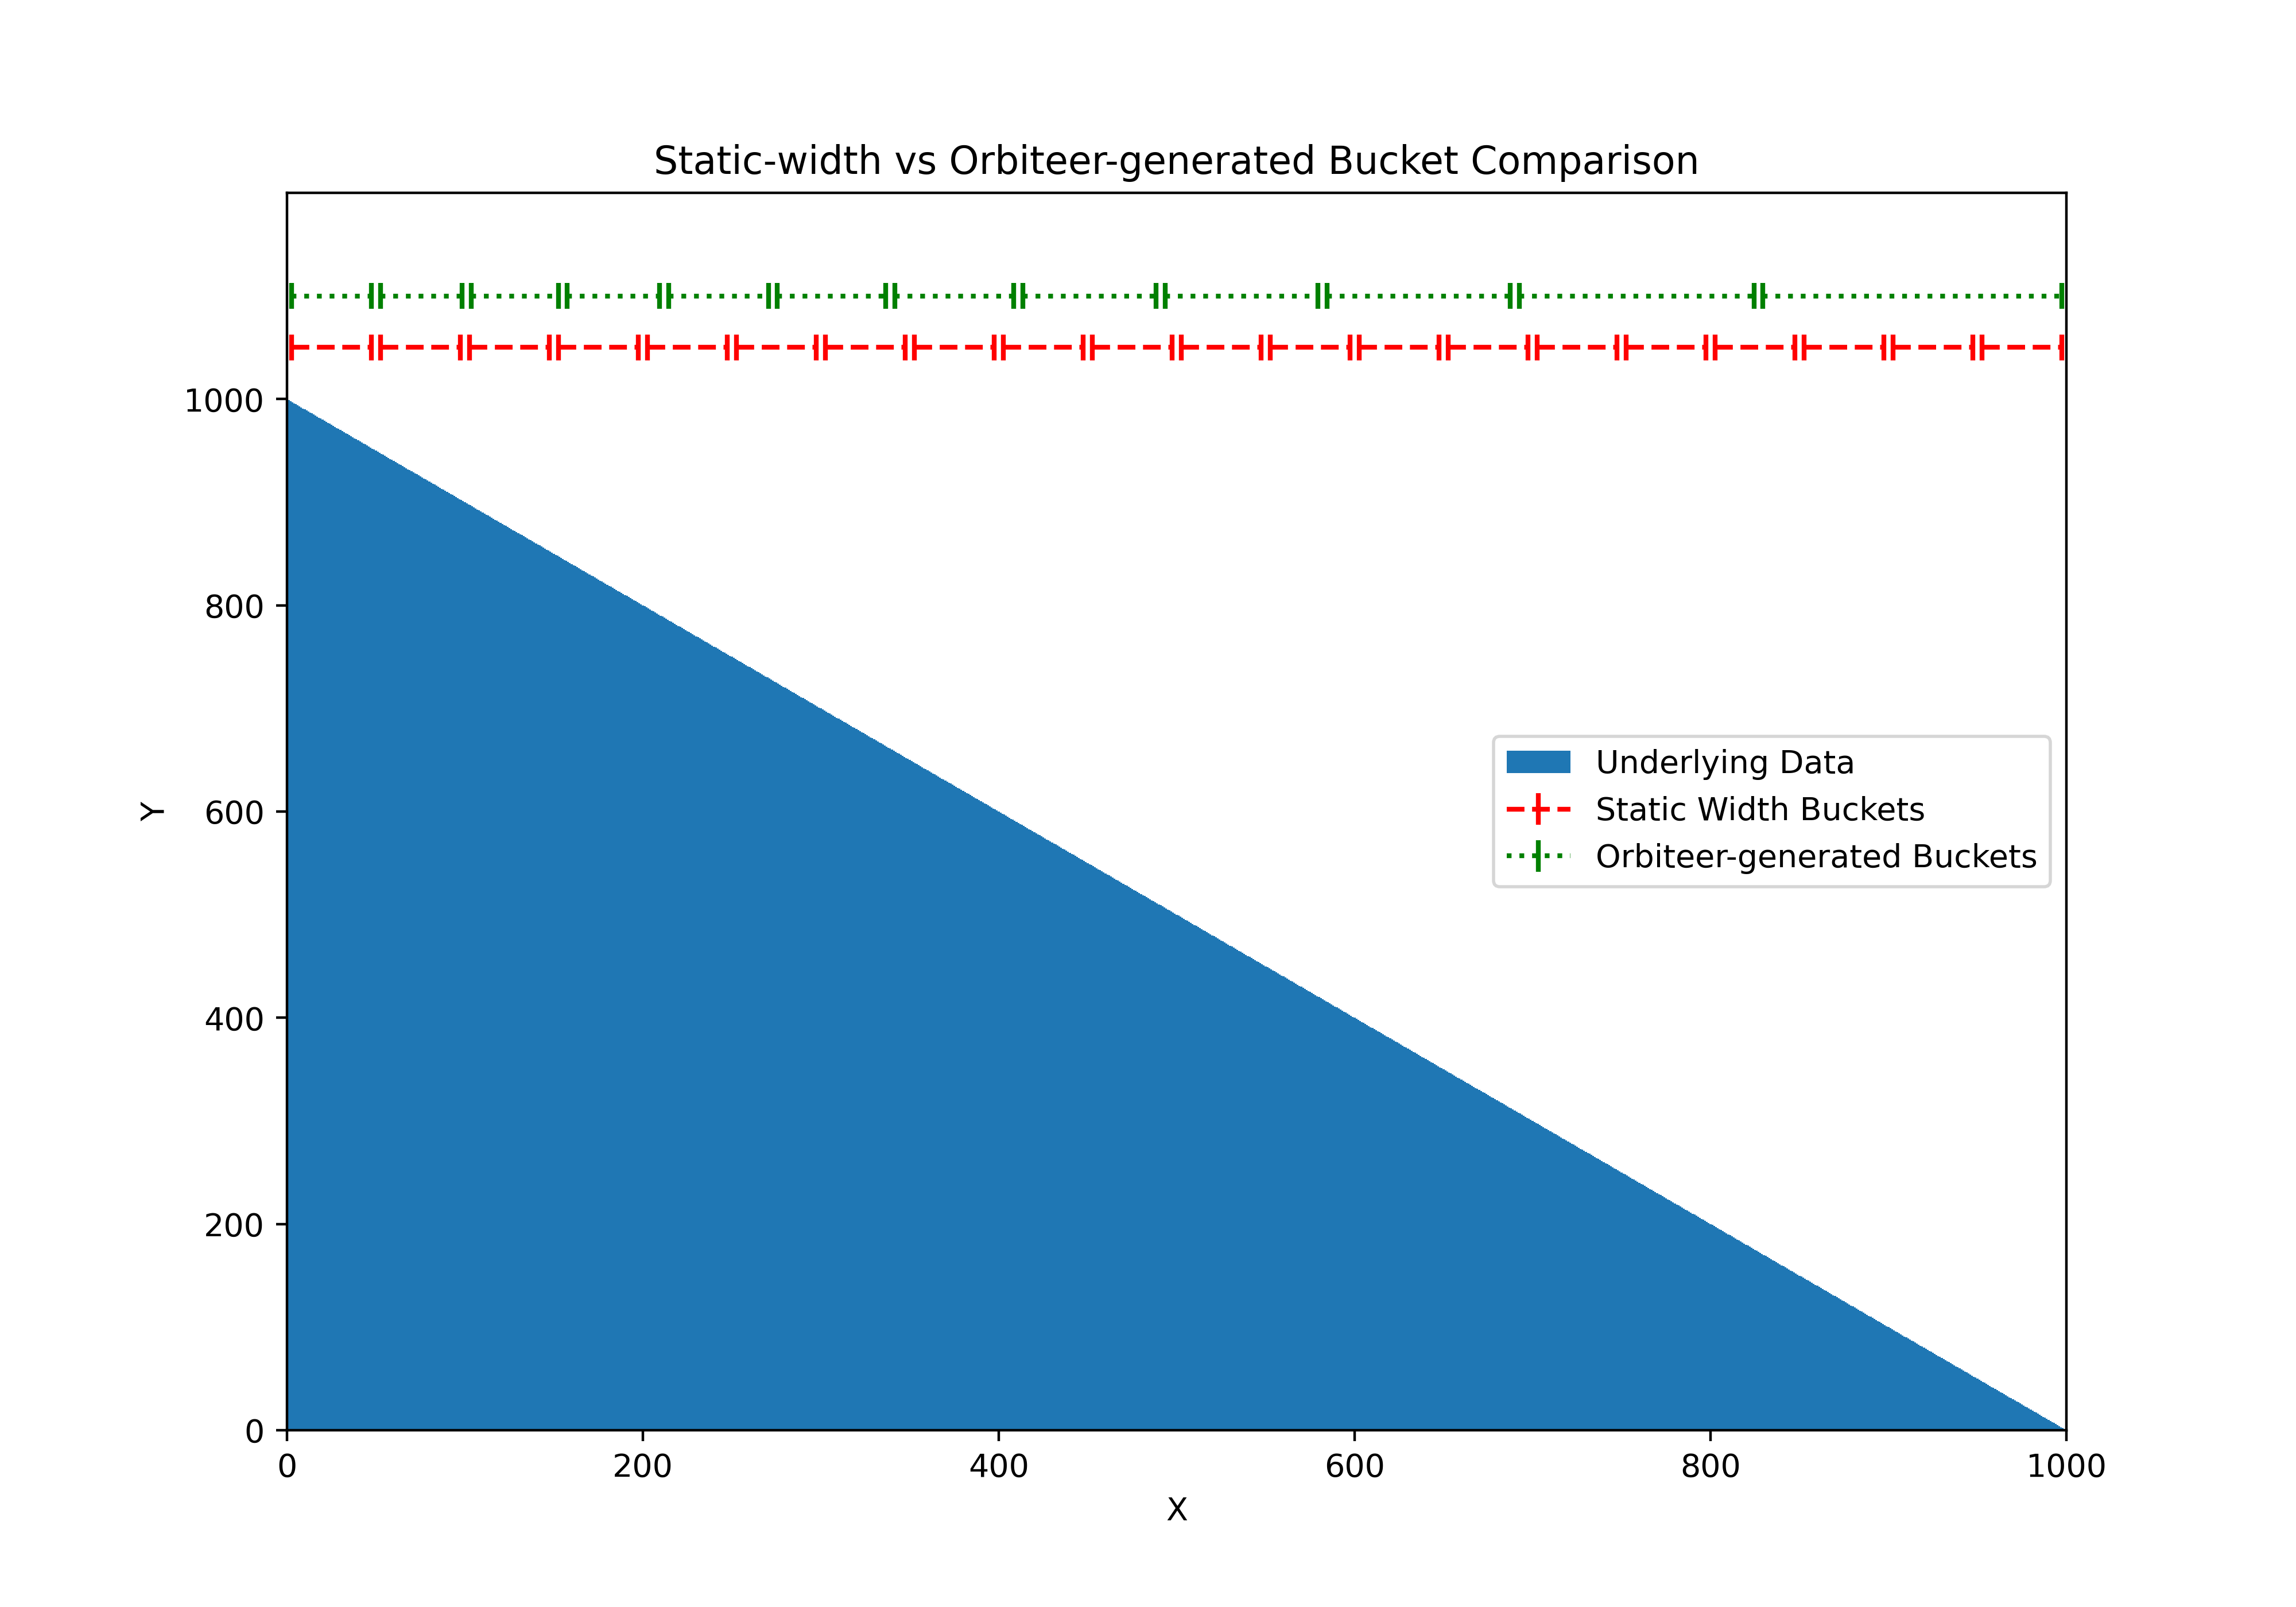 Static-width vs Orbiteer-generated Bucket Comparison
1000
800
600
400
200
0
Y
Underlying Data
Static Width Buckets
Orbiteer-generated Buckets
0 200 400 600 800 1000
X